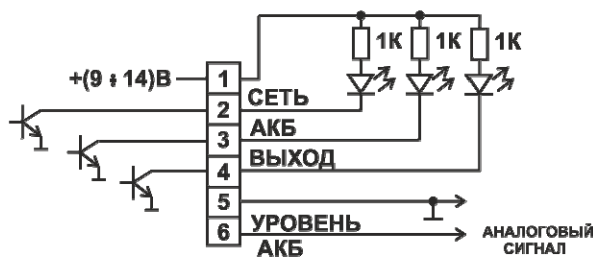 1К 1К 1К
+(9 ÷ 14)В 1
2 СЕТЬ
3 АКБ
4 ВЫХОД
5
6 УРОВЕНЬ
АКБ
АНАЛОГОВЫЙ
СИГНАЛ